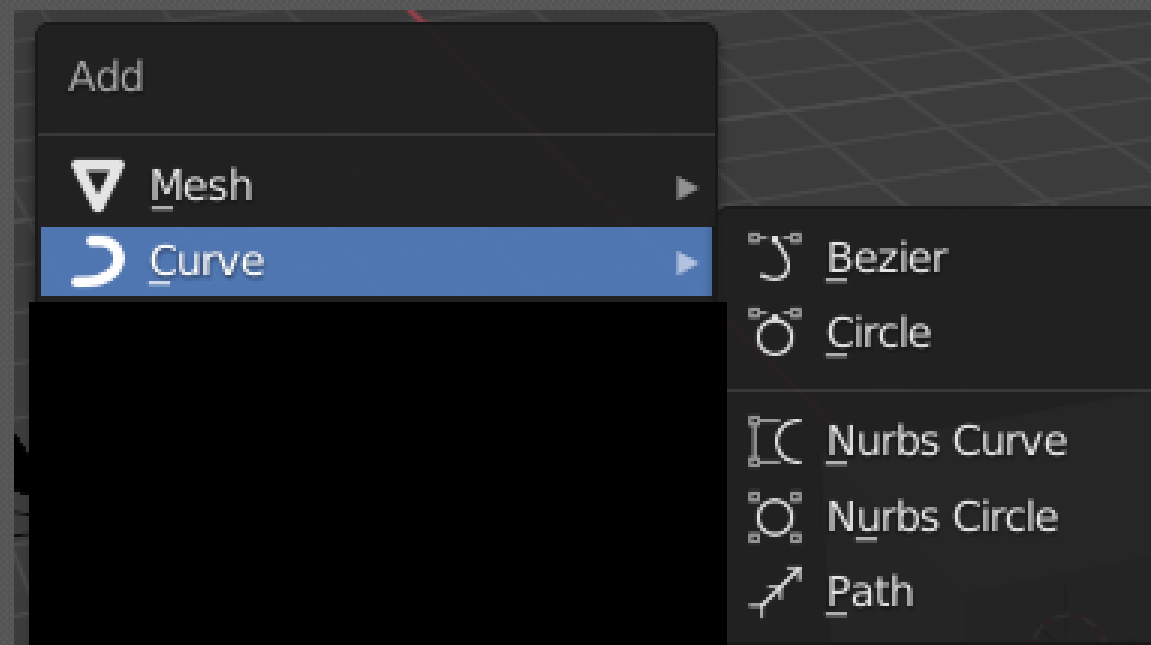 Add
Mesh
Curve
Bezier
Circle
Nurbs Curve
Nurbs Circle
Path